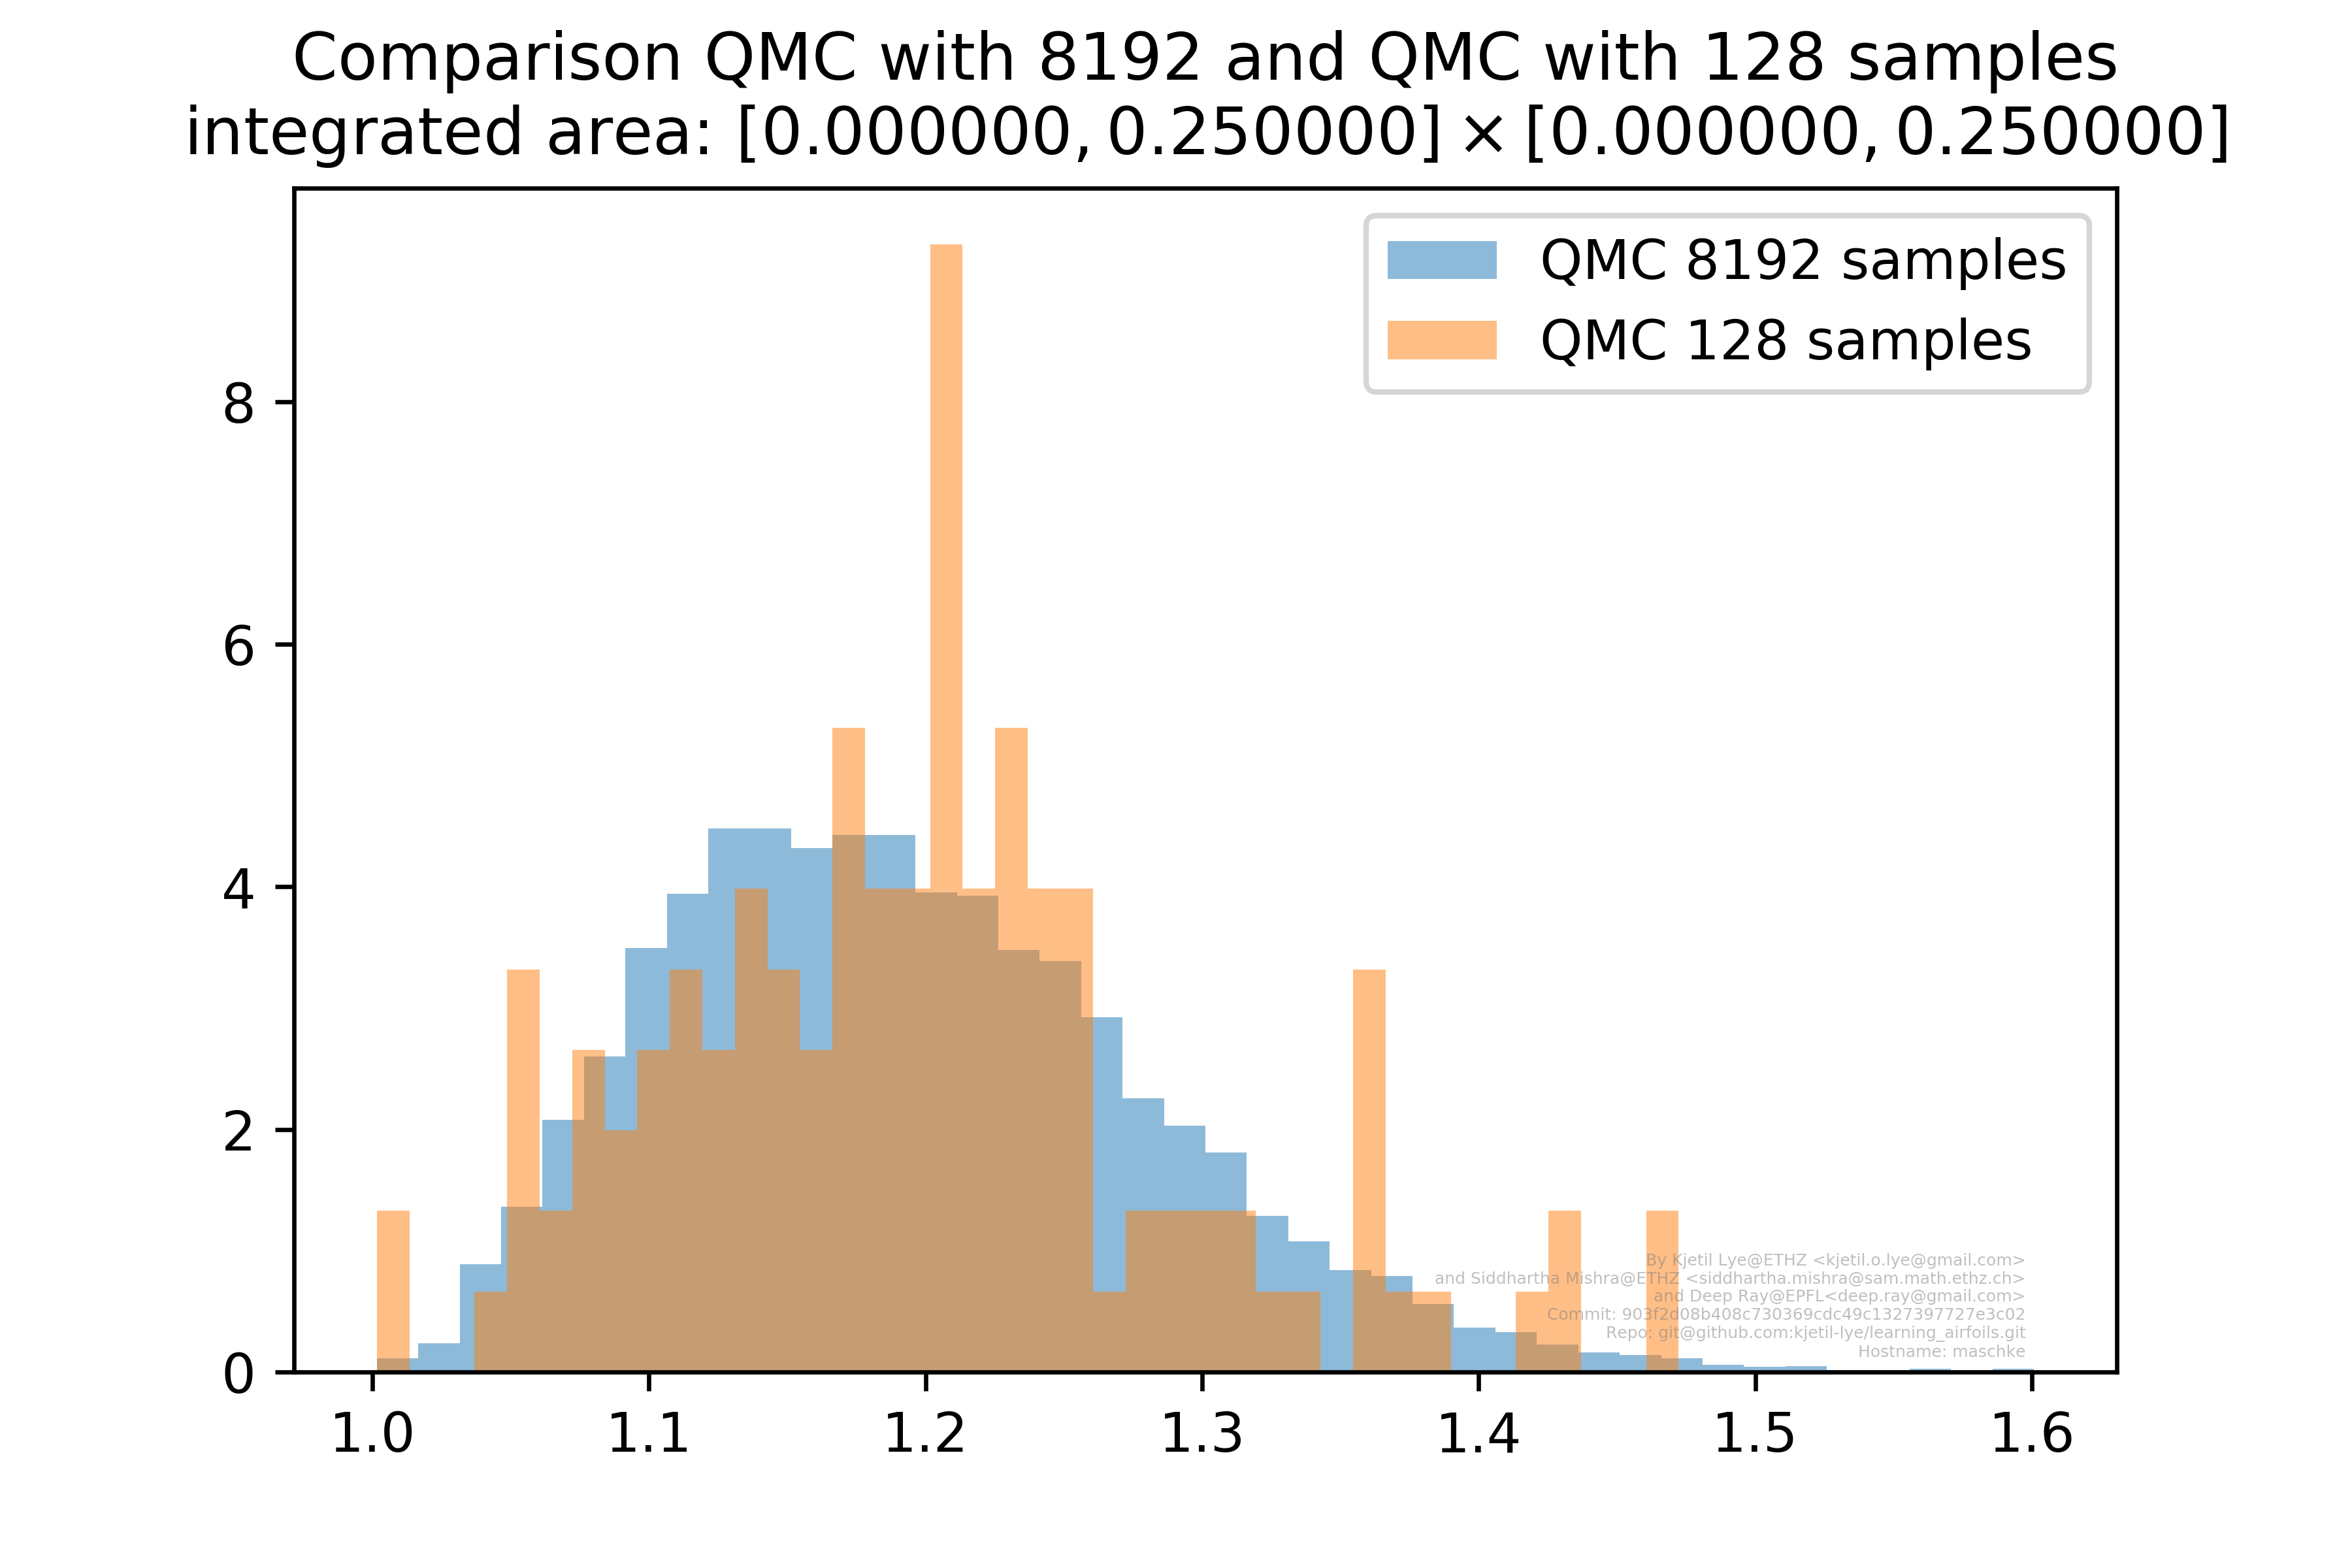 Comparison QMC with 8192 and QMC with 128 samples
integrated area: [0.000000, 0.250000] × [0.000000, 0.250000]
QMC 8192 samples
QMC 128 samples
8
6
4
2
0
By Kjetil Lye@ETHZ <kjetil.o.lye@gmail.com>
and Siddhartha Mishra@ETHZ <siddhartha.mishra@sam.math.ethz.ch>
and Deep Ray@EPFL<deep.ray@gmail.com>
Commit: 903f2d08b408c730369cdc49c1327397727e3c02
Repo: git@github.com:kjetil-lye/learning_airfoils.git
Hostname: maschke
1.0 1.1 1.2 1.3 1.4 1.5 1.6